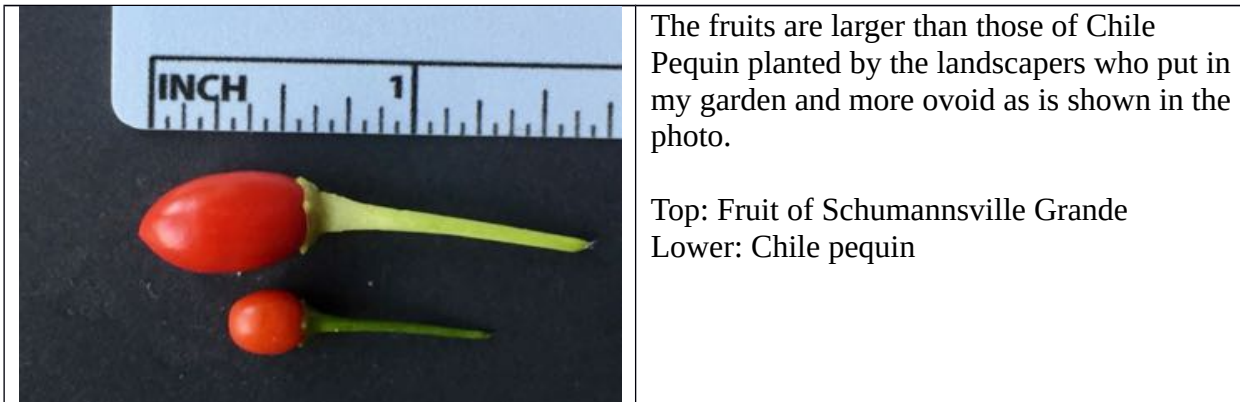 INCH 1
The fruits are larger than those of Chile
Pequin planted by the landscapers who put in
my garden and more ovoid as is shown in the
photo.
Top: Fruit of Schumannsville Grande
Lower: Chile pequin